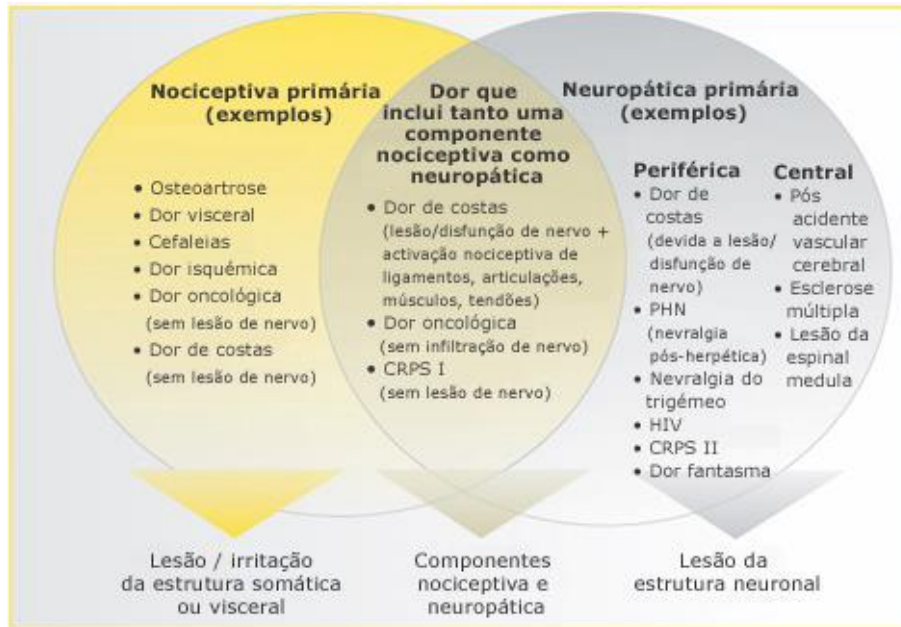 Nociceptiva primária
(exemplos)
• Osteoartrose
• Dor visceral
• Cefaleias
• Dor isquémica
• Dor oncológica
(sem lesão de nervo)
• Dor de costas
(sem lesão de nervo)
Dor que
inclui tanto uma
componente
nociceptiva como
neuropática
• Dor de costas
(lesão/disfunção de nervo +
activação nociceptiva de
ligamentos, articulações,
músculos, tendões)
• Dor oncológica
(sem infiltração de nervo)
• CRPS I
(sem lesão de nervo)
Neuropática primária
(exemplos)
Periférica
• Dor de
costas
(devida a lesão/
disfunção de
nervo)
• PHN
(nevralgia
pós-herpética)
• Nevralgia do
trigémeo
• HIV
• CRPS II
• Dor fantasma
Central
• Pós
acidente
vascular
cerebral
• Esclerose
múltipla
• Lesão da
espinal
medula
Lesão / irritação
da estrutura somática
ou visceral
Componentes
nociceptiva e
neuropática
Lesão da
estrutura neuronal